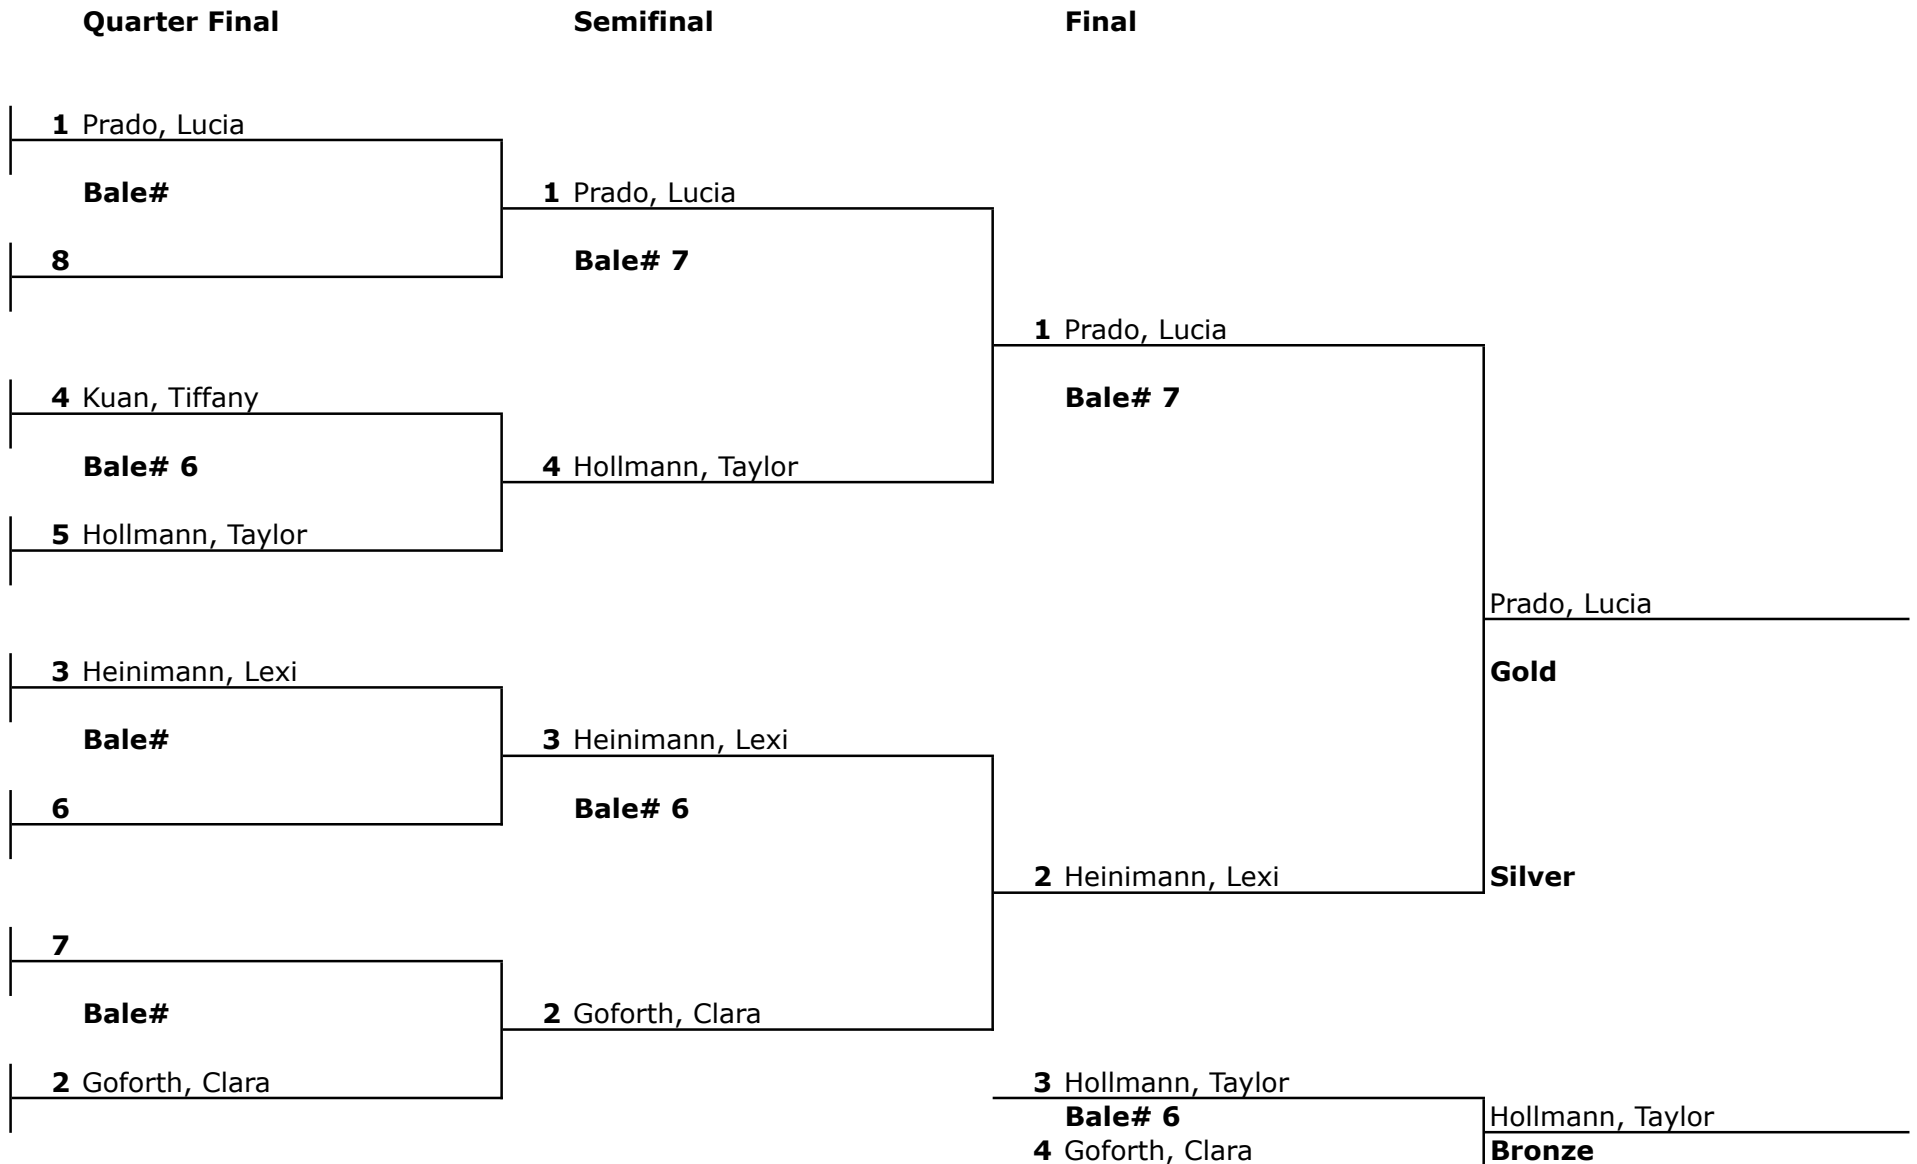 Quarter Final Semifinal Final
1 Prado, Lucia
Bale# 1 Prado, Lucia
8 Bale# 7
1 Prado, Lucia
4 Kuan, Tiffany Bale# 7
Bale# 6 4 Hollmann, Taylor
5 Hollmann, Taylor
Prado, Lucia
3 Heinimann, Lexi Gold
Bale# 3 Heinimann, Lexi
6 Bale# 6
2 Heinimann, Lexi Silver
7
Bale# 2 Goforth, Clara
2 Goforth, Clara 3 Hollmann, Taylor
Bale# 6 Hollmann, Taylor
4 Goforth, Clara Bronze